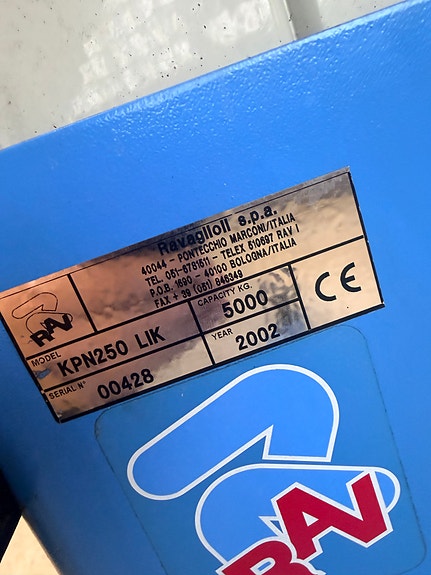 Ravaglioli s.p.a.
40044 - PONTECCHIO MARCONI/ITALIA
TEL. 051-6781511 - TELEX 510697 RAV I
P.O.B. 1690 - 40100 BOLOGNA/ITALIA
FAX + 39 (051) 846349
RAV
CE
MODEL
KPN250 LIK
CAPACITY KG.
5000
SERIAL N°
00428
YEAR
2002
RAV